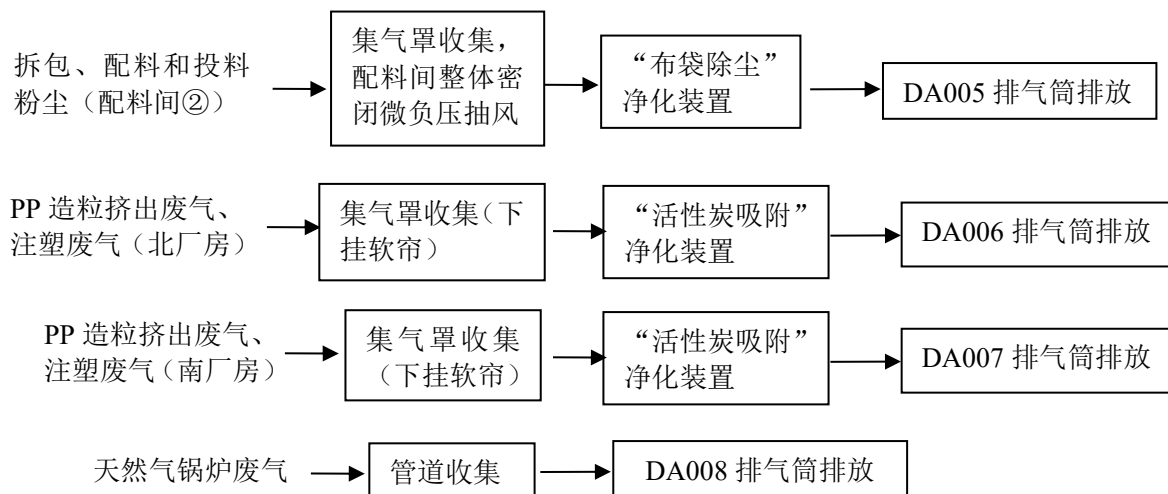 拆包、配料和投料
粉尘（配料间②）
集气罩收集，
配料间整体密
闭微负压抽风
“布袋除尘”
净化装置
DA005 排气筒排放
PP 造粒挤出废气、
注塑废气（北厂房）
集气罩收集（下
挂软帘）
“活性炭吸附”
净化装置
DA006 排气筒排放
PP 造粒挤出废气、
注塑废气（南厂房）
集气罩收集
（下挂软帘）
“活性炭吸附”
净化装置
DA007 排气筒排放
天然气锅炉废气
管道收集
DA008 排气筒排放